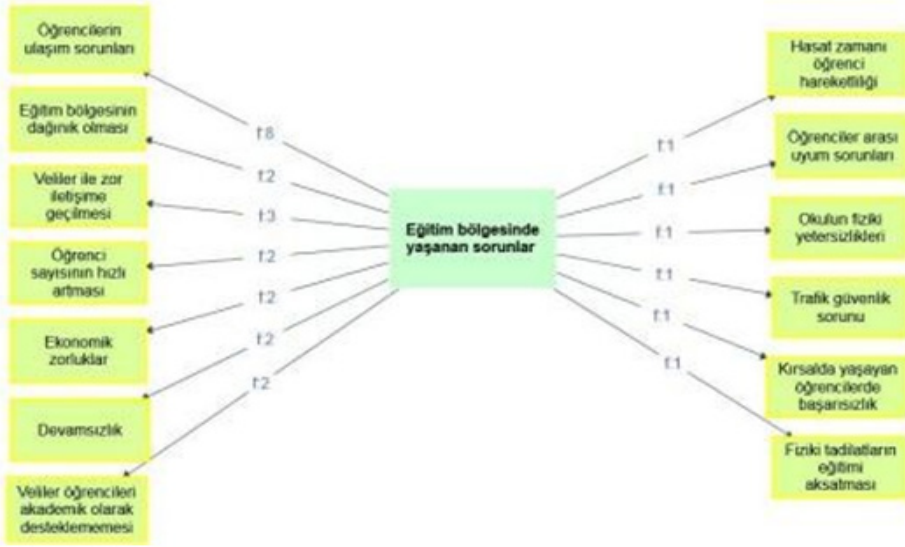 Öğrencilerin
ulaşım sorunları
Eğitim bölgesinin
dağınık olması
Veliler ile zor
iletişime
geçilmesi
Öğrenci
sayısının hızlı
artması
Ekonomik
zorluklar
Devamsızlık
Veliler öğrencileri
akademik olarak
desteklememesi
f:8
f:2
f:3
f:2
f:2
f:2
f:2
Eğitim bölgesinde
yaşanan sorunlar
f:1
f:1
f:1
f:1
f:1
f:1
Hasat zamanı
öğrenci
hareketliliği
Öğrenciler arası
uyum sorunları
Okulun fiziki
yetersizlikleri
Trafik güvenlik
sorunu
Kırsalda yaşayan
öğrencilerde
başarısızlık
Fiziki tadilatların
eğitimi
aksatması